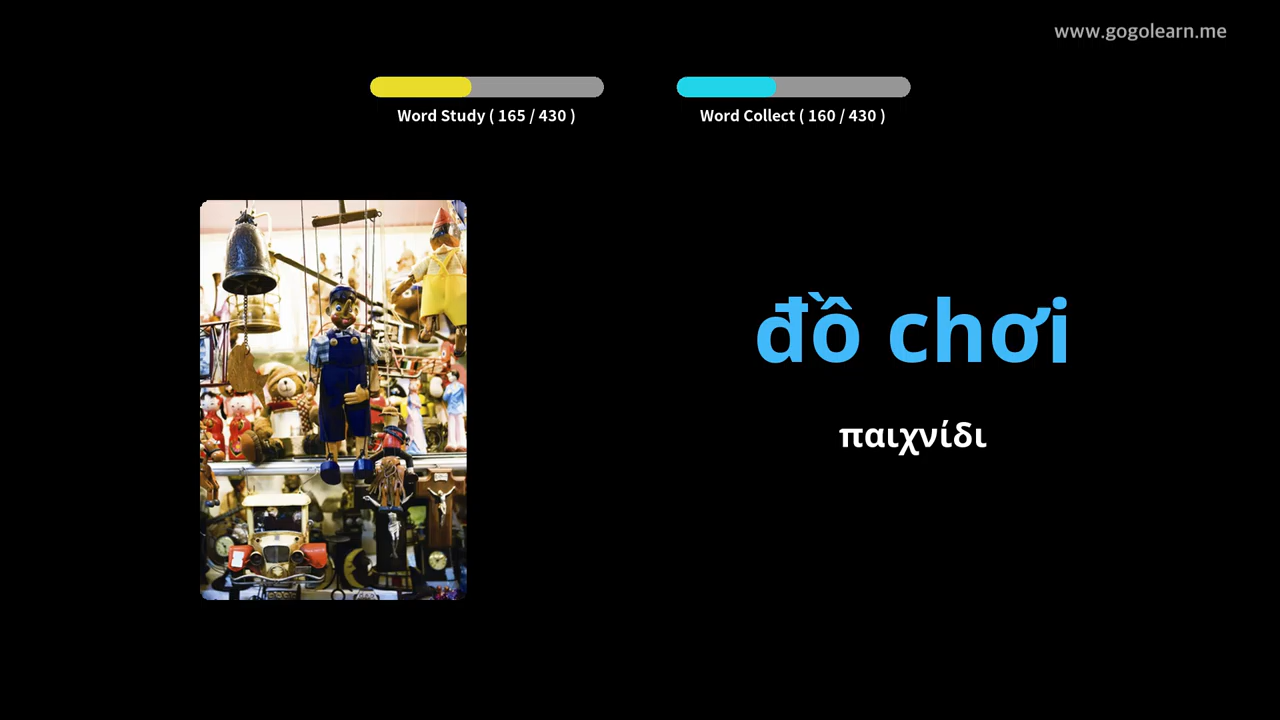 www.gogolearn.me
Word Study ( 165 / 430 )
Word Collect ( 160 / 430 )
đồ chơi
παιχνίδι